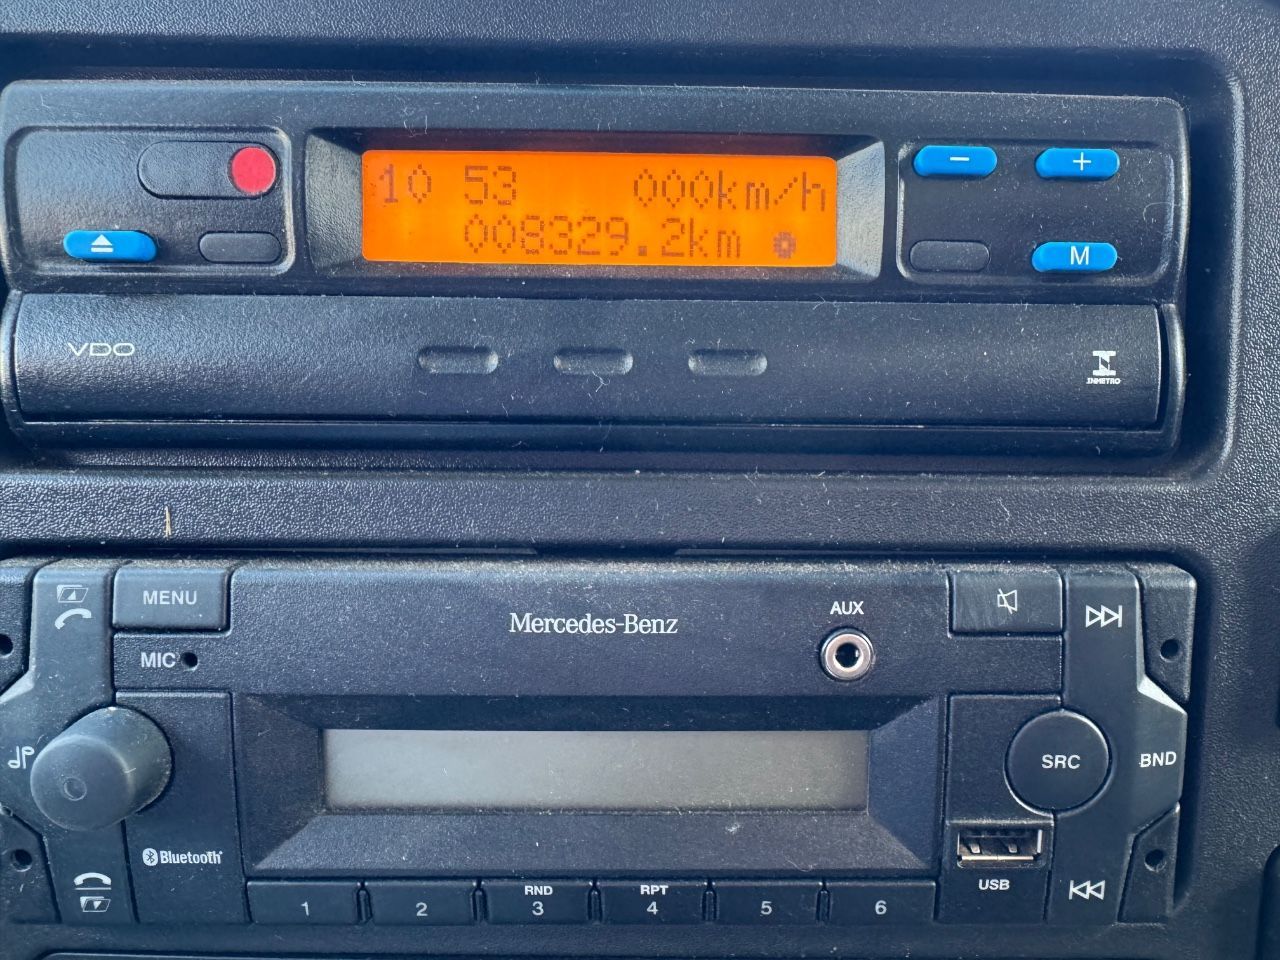 10 53 000km/h
008329.2km
M
VDO
INMETRO
MENU
MIC
Mercedes-Benz
AUX
SRC
BND
Bluetooth
USB
RND
RPT
1
2
3
4
5
6